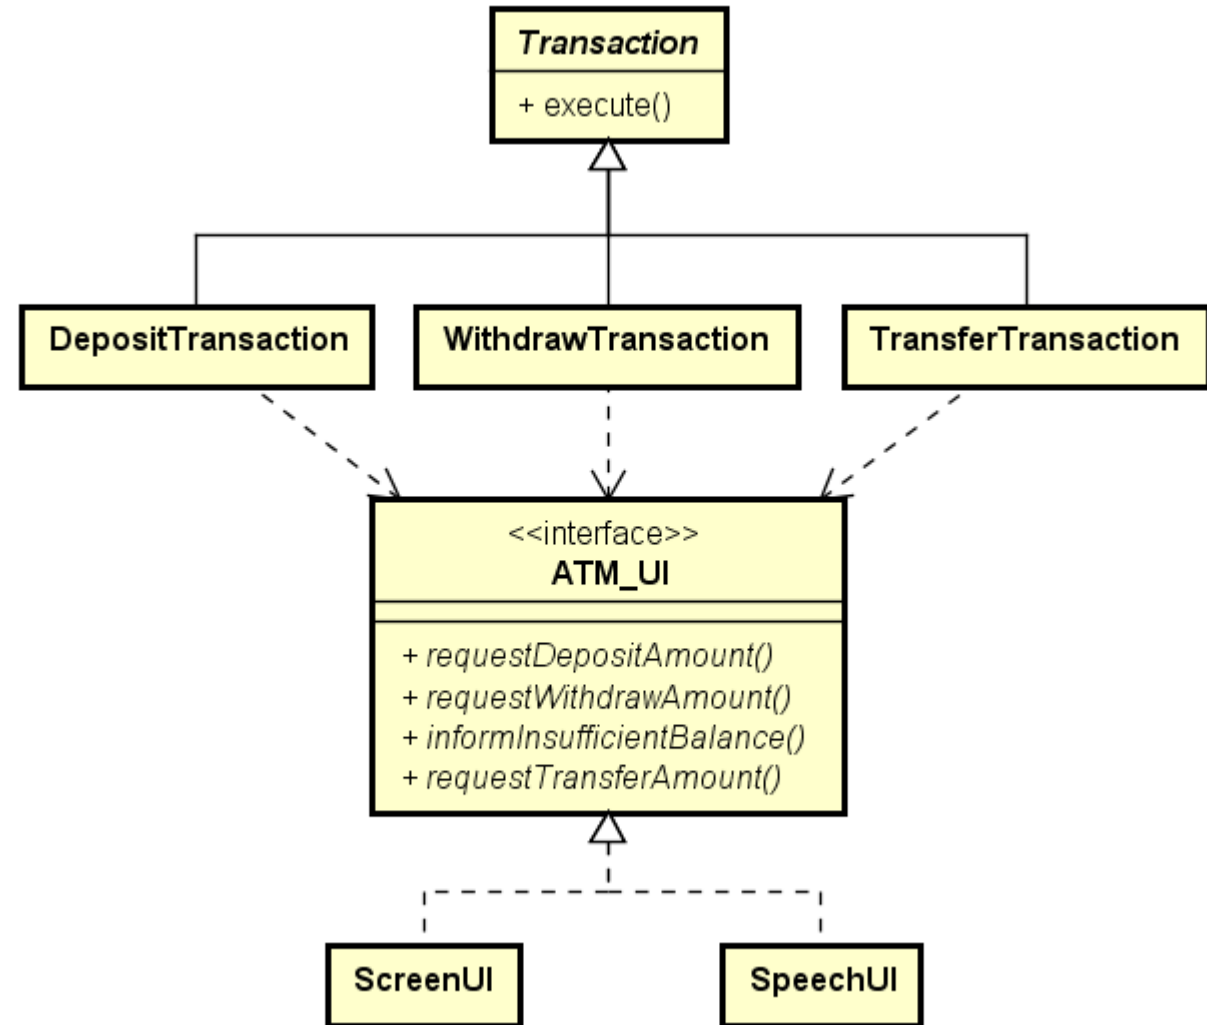 Transaction
+ execute()
DepositTransaction
WithdrawTransaction
TransferTransaction
<<interface>>
ATM_UI
+ requestDepositAmount()
+ requestWithdrawAmount()
+ informInsufficientBalance()
+ requestTransferAmount()
ScreenUI
SpeechUI